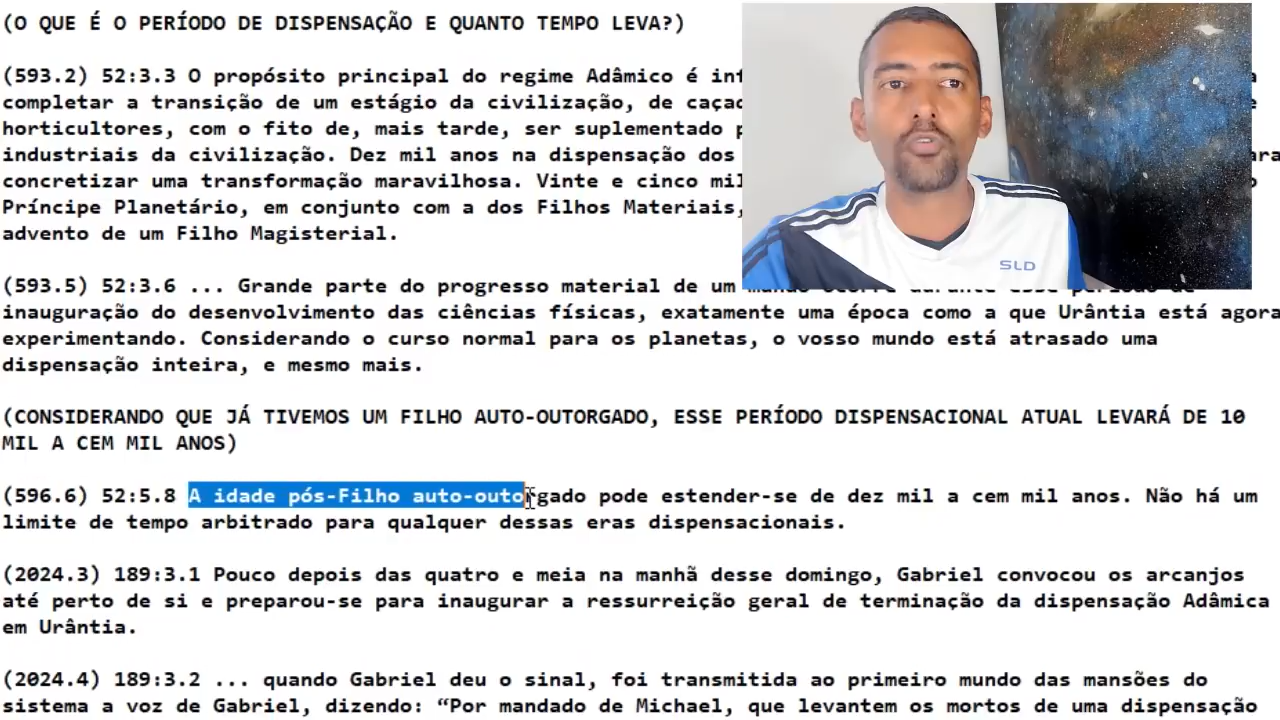 (O QUE É O PERÍODO DE DISPENSAÇÃO E QUANTO TEMPO LEVA?)
(593.2) 52:3.3 O propósito principal do regime Adâmico é
completar a transição de um estágio da civilização, de
horticultores, com o fito de, mais tarde, ser suplementado
industriais da civilização. Dez mil anos na dispensação dos
concretizar uma transformação maravilhosa. Vinte e cinco
Príncipe Planetário, em conjunto com a dos Filhos Materiais,
advento de um Filho Magisterial.
SLD
(593.5) 52:3.6 ... Grande parte do progresso material de um
inauguração do desenvolvimento das ciências físicas, exatamente uma época como a que Urântia está agora
experimentando. Considerando o curso normal para os planetas, o vosso mundo está atrasado uma
dispensação inteira, e mesmo mais.
(CONSIDERANDO QUE JÁ TIVEMOS UM FILHO AUTO-OUTORGADO, ESSE PERÍODO DISPENSACIONAL ATUAL LEVARÁ DE 10
MIL A CEM MIL ANOS)
(596.6) 52:5.8 A idade pós-Filho auto-outorgado pode estender-se de dez mil a cem mil anos. Não há um
limite de tempo arbitrado para qualquer dessas eras dispensacionais.
(2024.3) 189:3.1 Pouco depois das quatro e meia na manhã desse domingo, Gabriel convocou os arcanjos
até perto de si e preparou-se para inaugurar a ressurreição geral de terminação da dispensação Adâmica
em Urântia.
(2024.4) 189:3.2 ... quando Gabriel deu o sinal, foi transmitida ao primeiro mundo das mansões do
sistema a voz de Gabriel, dizendo: “Por mandado de Michael, que levantem os mortos de uma dispensação